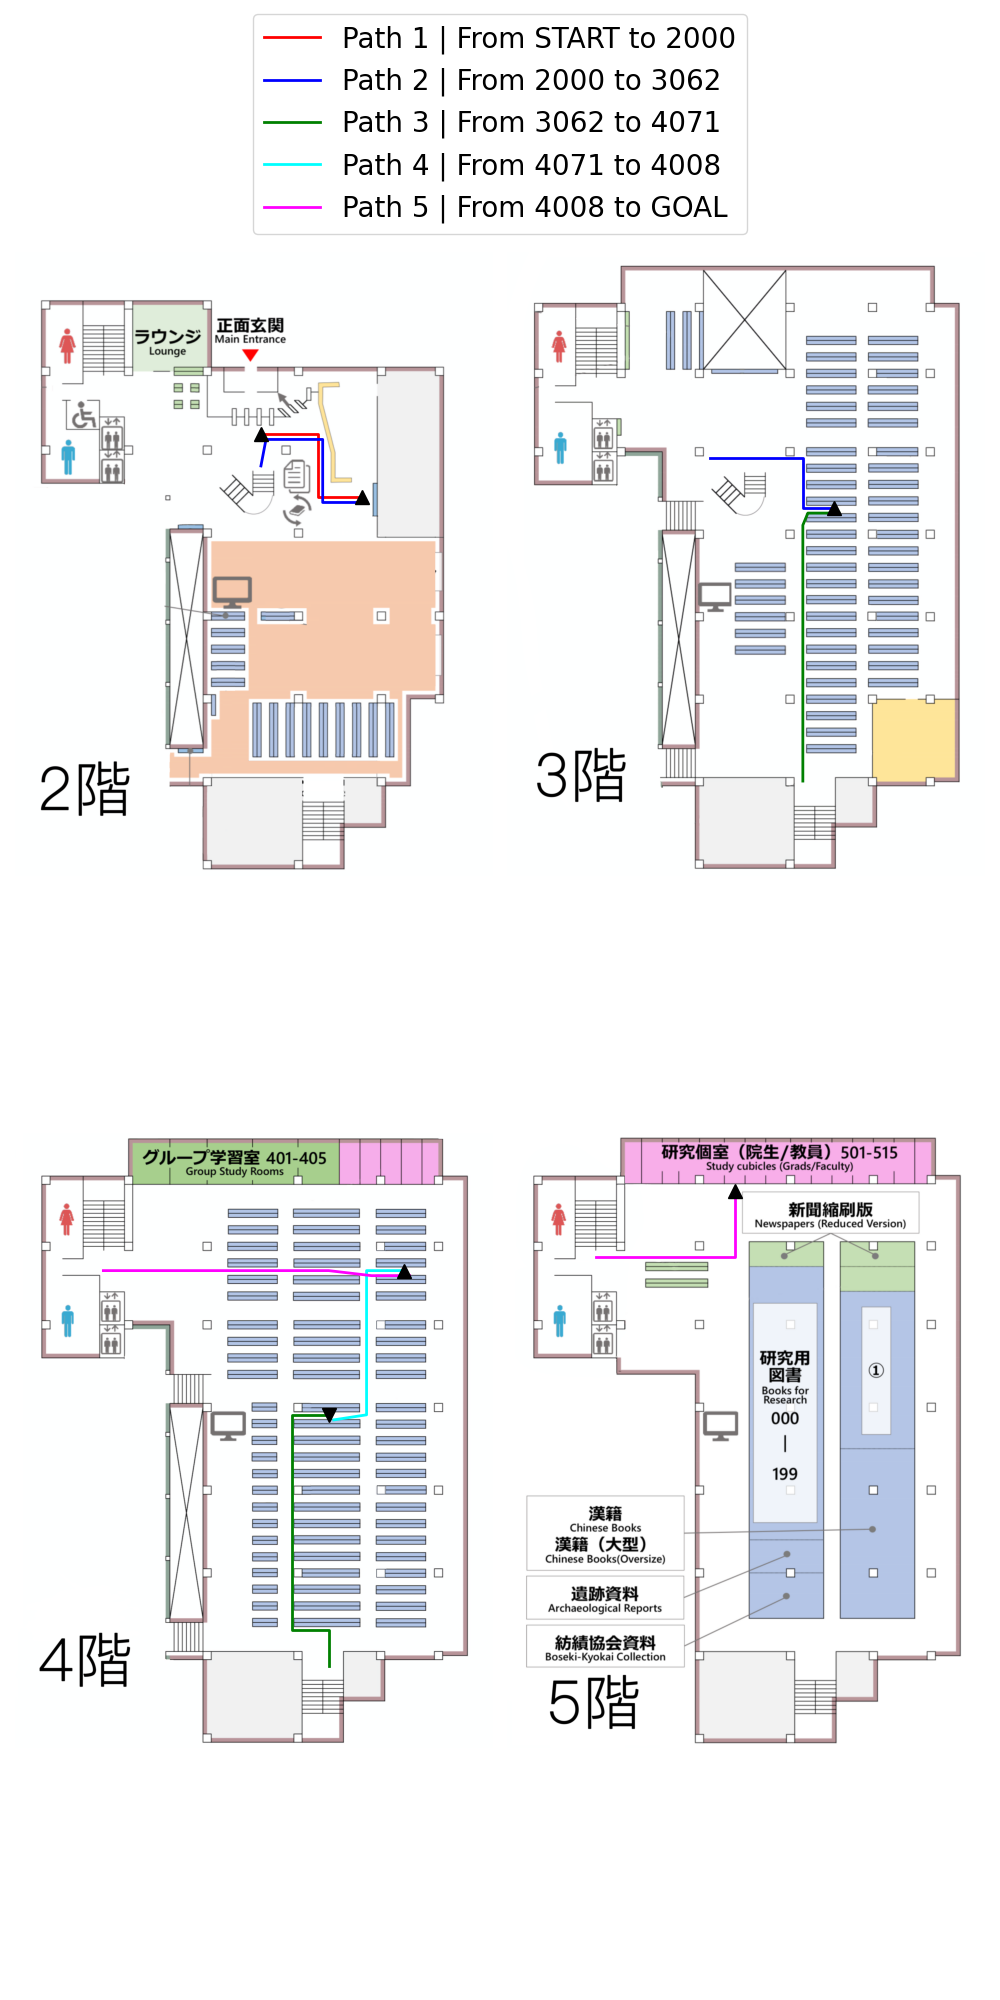 Path 1 | From START to 2000
Path 2 | From 2000 to 3062
Path 3 | From 3062 to 4071
Path 4 | From 4071 to 4008
Path 5 | From 4008 to GOAL
ラウンジ
Lounge
正面玄関
Main Entrance
2階
3階
グループ学習室 401-405
Group Study Rooms
4階
研究個室（院生/教員）501-515
Study cubicles (Grads/Faculty)
新聞縮刷版
Newspapers (Reduced Version)
研究用
図書
Books for
Research
000
|
199
①
漢籍
Chinese Books
漢籍（大型）
Chinese Books(Oversize)
遺跡資料
Archaeological Reports
紡績協会資料
Boseki-Kyokai Collection
5階